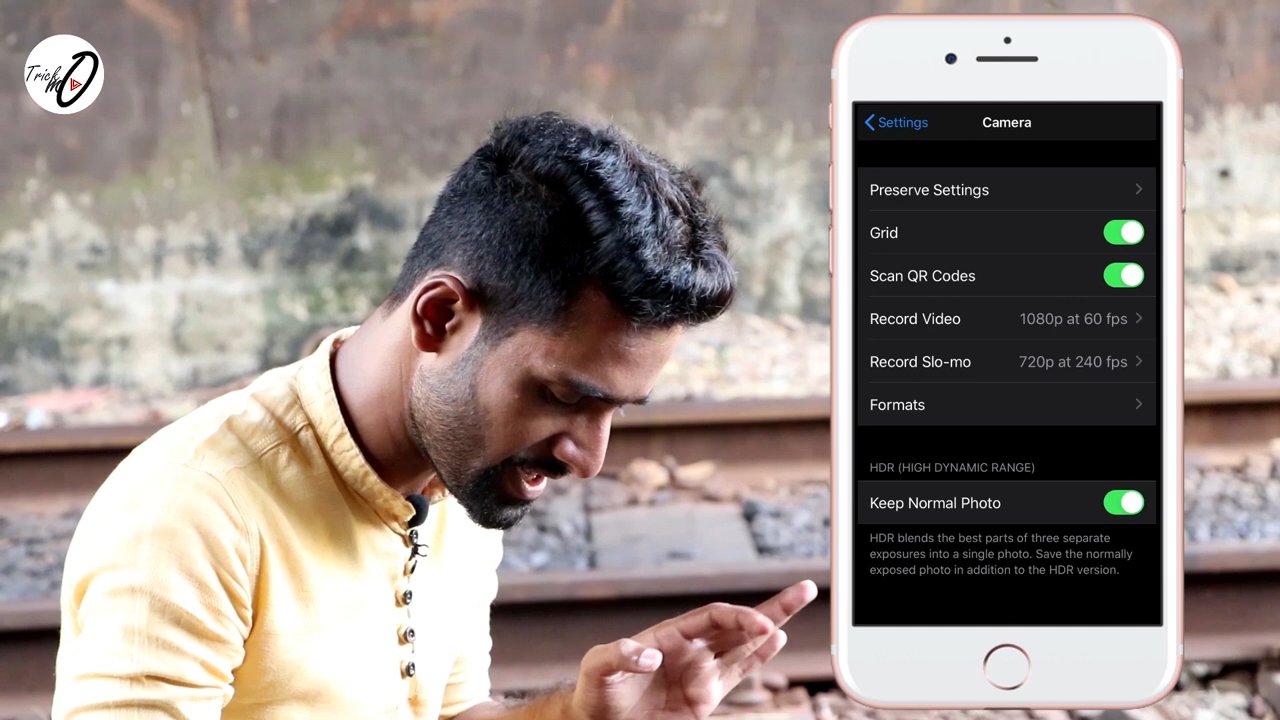 Trick
Settings
Camera
Preserve Settings
Grid
Scan QR Codes
Record Video 1080p at 60 fps
Record Slo-mo 720p at 240 fps
Formats
HDR (HIGH DYNAMIC RANGE)
Keep Normal Photo
HDR blends the best parts of three separate
exposures into a single photo. Save the normally
exposed photo in addition to the HDR version.